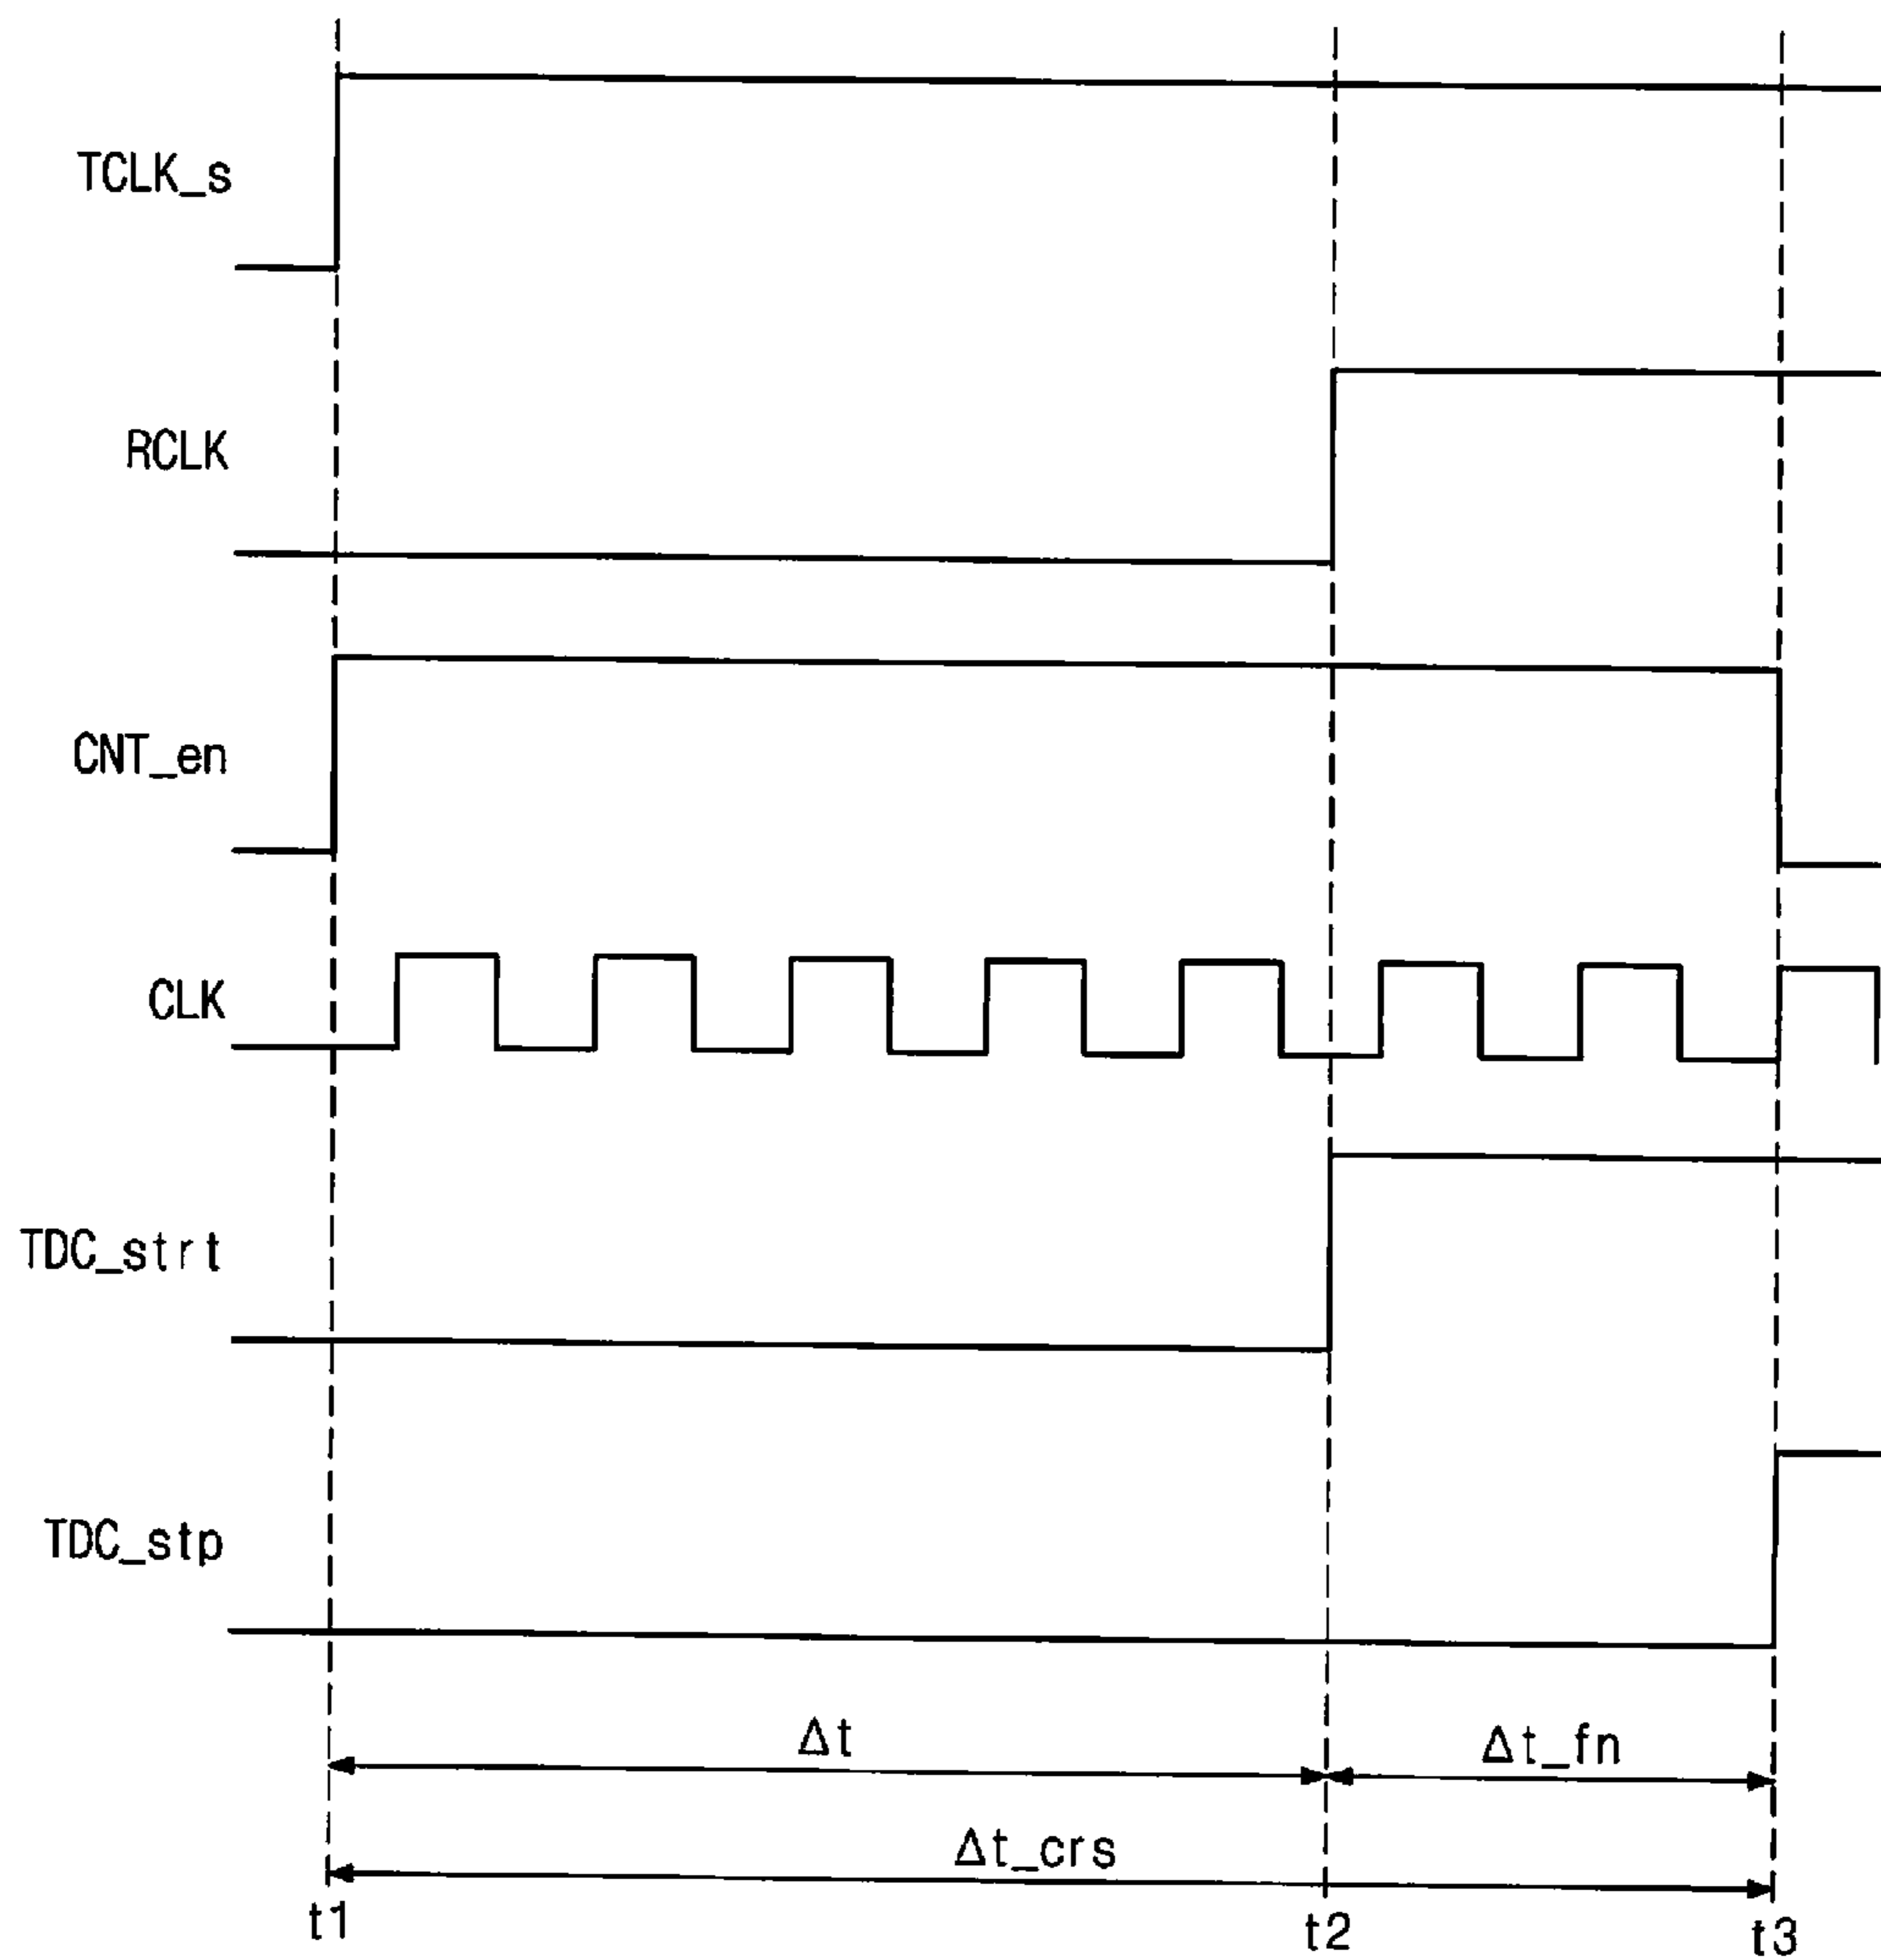 TCLK_s
RCLK
CNT_en
CLK
TDC_strt
TDC_stp
Δt
Δt_fn
Δt_crs
t1
t2
t3